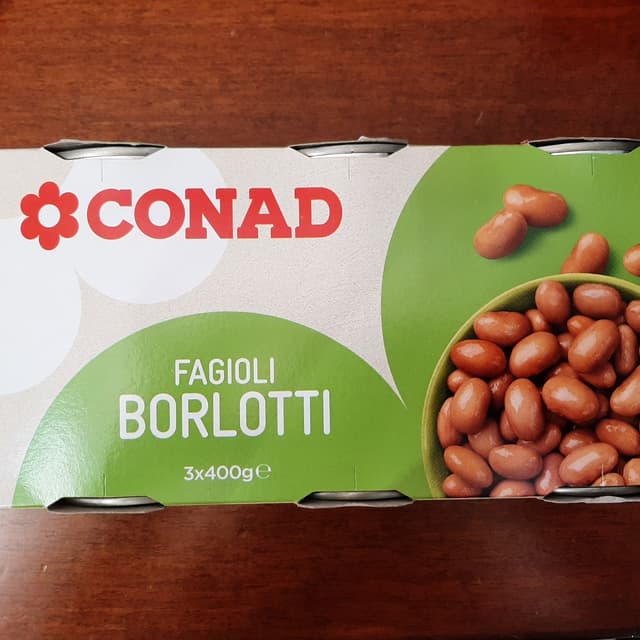 CONAD
FAGIOLI
BORLOTTI
3x400g℮